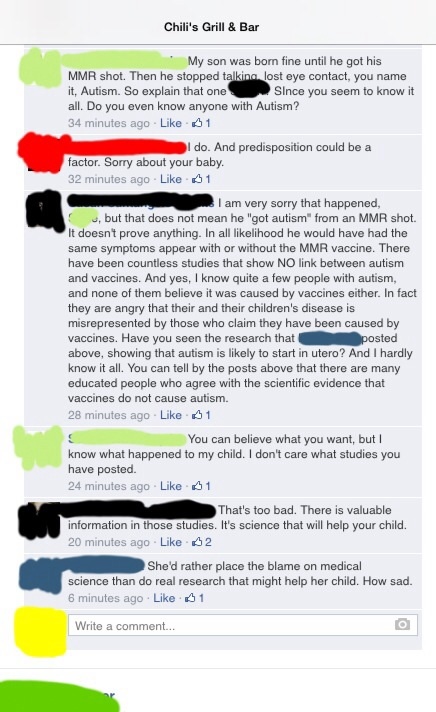 Chili's Grill & Bar
My son was born fine until he got his
MMR shot. Then he stopped talking, lost eye contact, you name
it, Autism. So explain that one SInce you seem to know it
all. Do you even know anyone with Autism?
34 minutes ago · Like · 1
I do. And predisposition could be a
factor. Sorry about your baby.
32 minutes ago · Like · 1
I am very sorry that happened,
, but that does not mean he "got autism" from an MMR shot.
It doesn't prove anything. In all likelihood he would have had the
same symptoms appear with or without the MMR vaccine. There
have been countless studies that show NO link between autism
and vaccines. And yes, I know quite a few people with autism,
and none of them believe it was caused by vaccines either. In fact
they are angry that their and their children's disease is
misrepresented by those who claim they have been caused by
vaccines. Have you seen the research that posted
above, showing that autism is likely to start in utero? And I hardly
know it all. You can tell by the posts above that there are many
educated people who agree with the scientific evidence that
vaccines do not cause autism.
28 minutes ago · Like · 1
You can believe what you want, but I
know what happened to my child. I don't care what studies you
have posted.
24 minutes ago · Like · 1
That's too bad. There is valuable
information in those studies. It's science that will help your child.
20 minutes ago · Like · 2
She'd rather place the blame on medical
science than do real research that might help her child. How sad.
6 minutes ago · Like · 1
Write a comment...